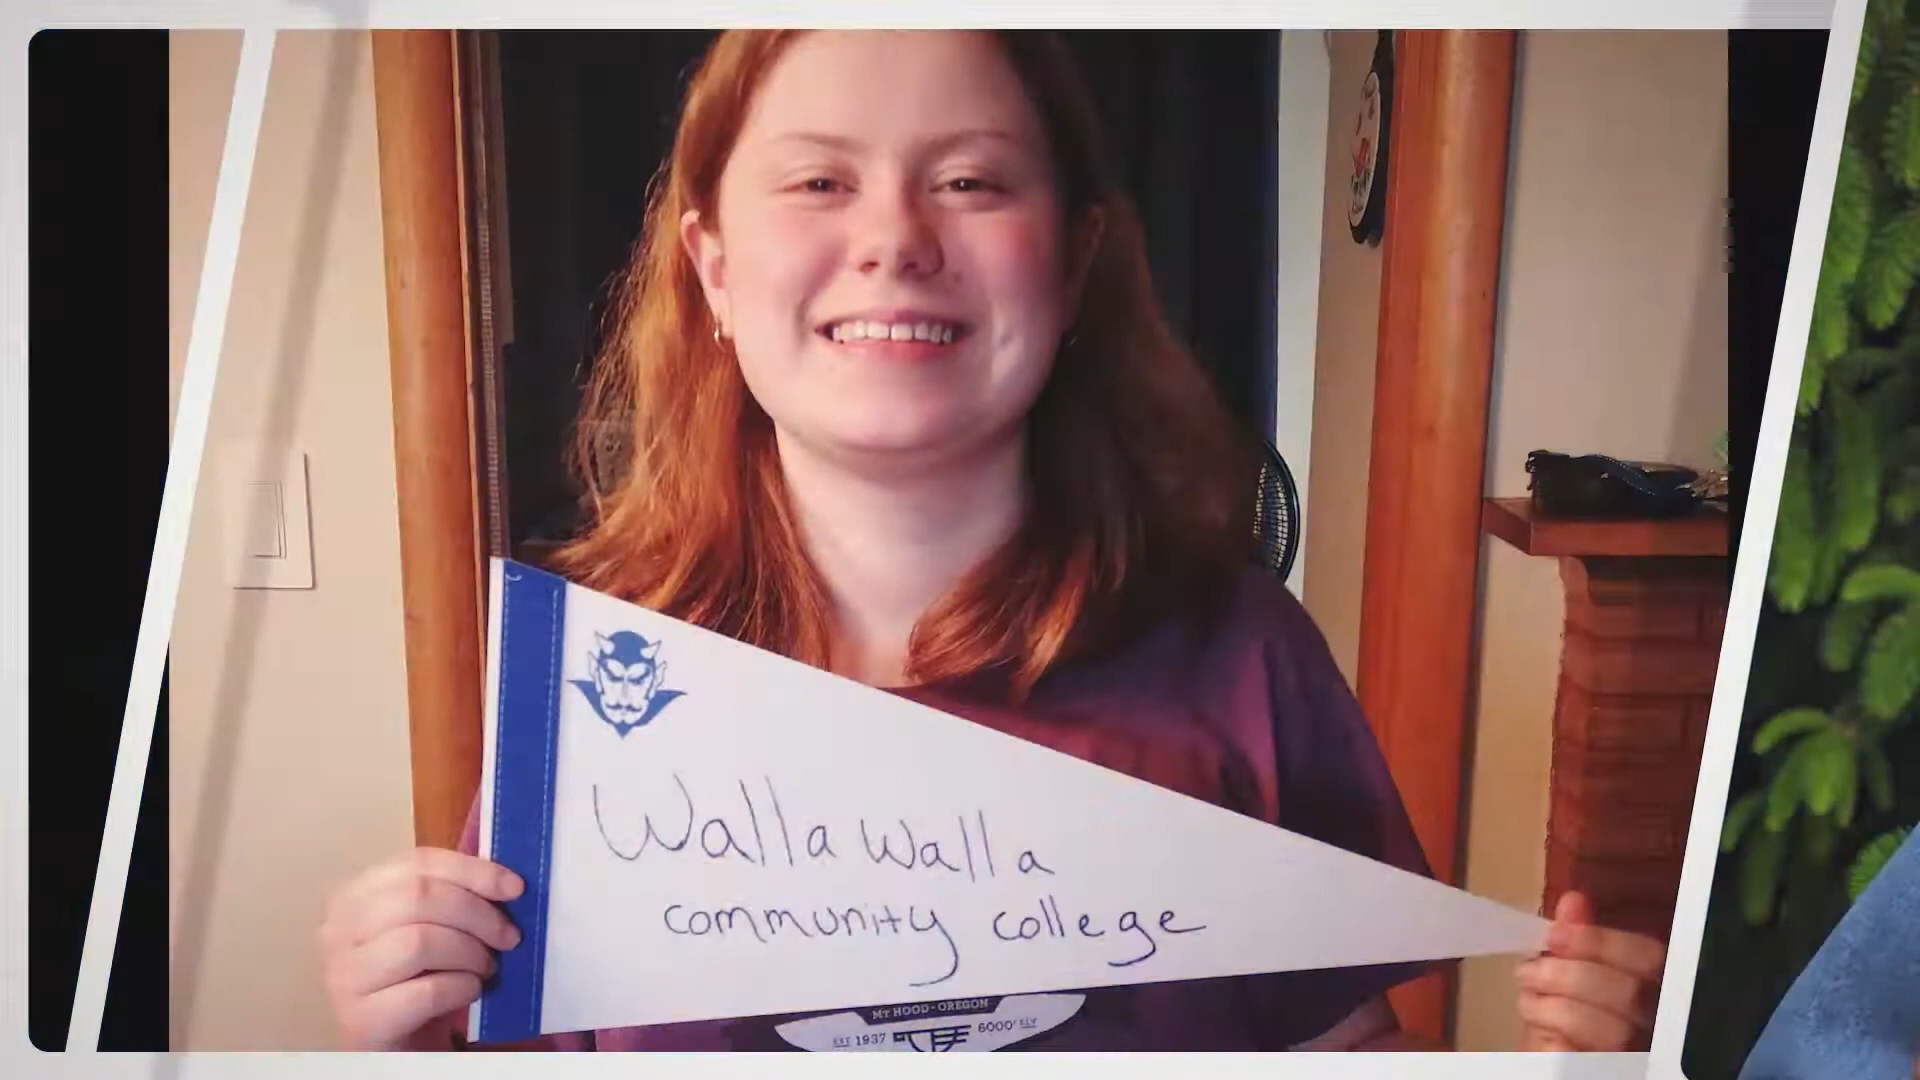 Walla Walla
community college
MT HOOD - OREGON
EST 1937 6000' ELV